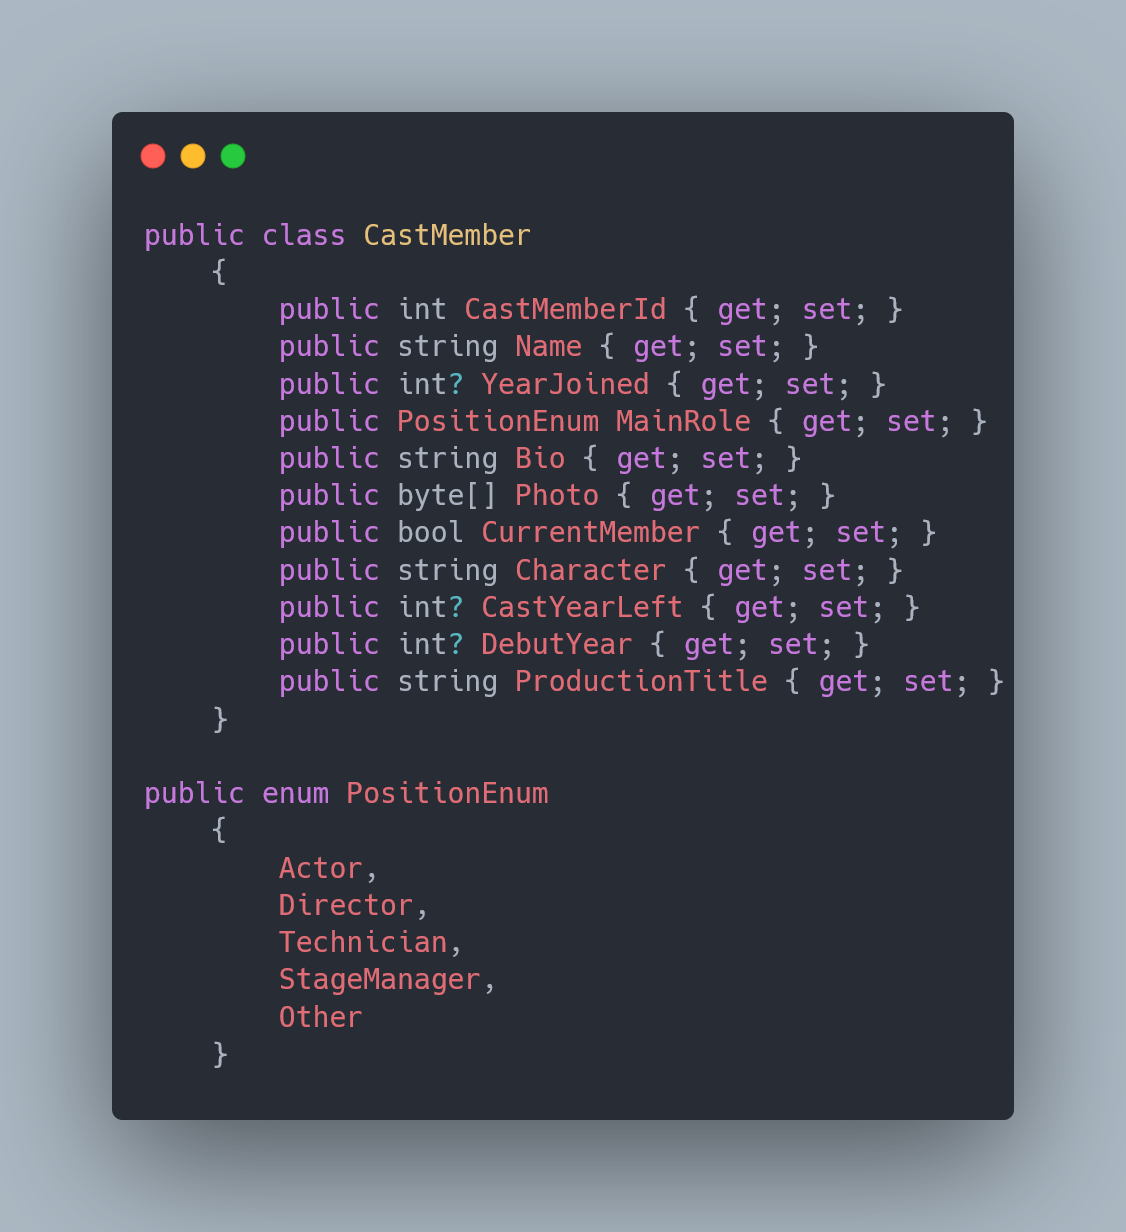 public class CastMember
    {
        public int CastMemberId { get; set; }
        public string Name { get; set; }
        public int? YearJoined { get; set; }
        public PositionEnum MainRole { get; set; }
        public string Bio { get; set; }
        public byte[] Photo { get; set; }
        public bool CurrentMember { get; set; }
        public string Character { get; set; }
        public int? CastYearLeft { get; set; }
        public int? DebutYear { get; set; }
        public string ProductionTitle { get; set; }
    }

public enum PositionEnum
    {
        Actor,
        Director,
        Technician,
        StageManager,
        Other
    }